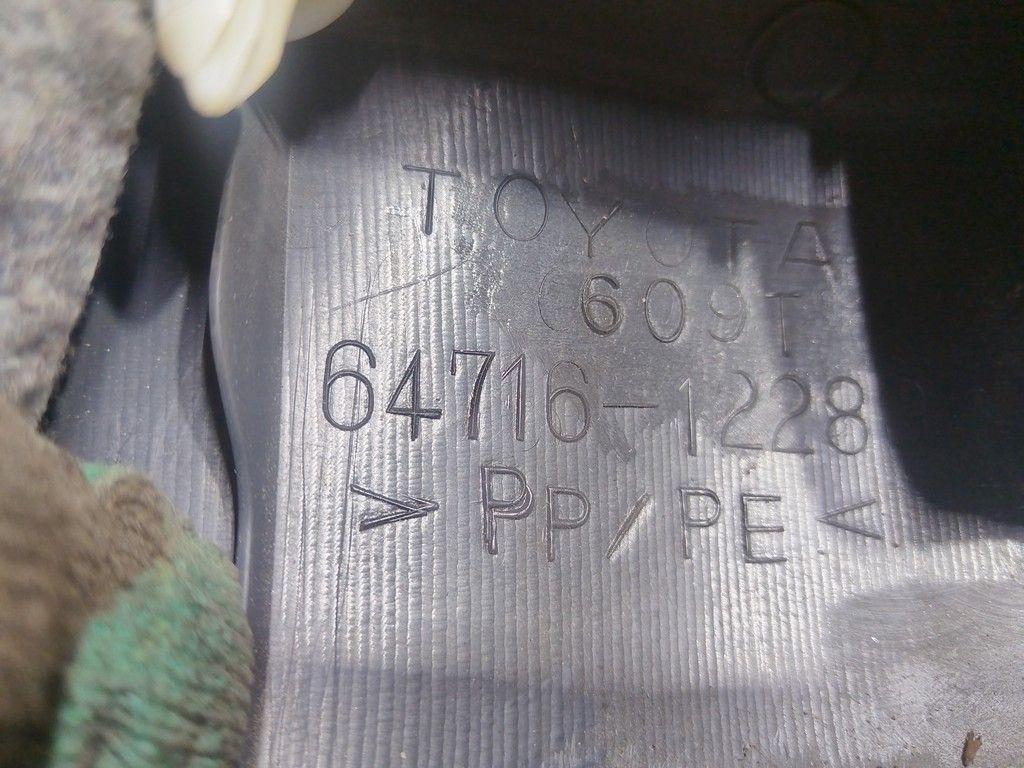 TOYOTA
609T
64716-1228
>PP/PE<